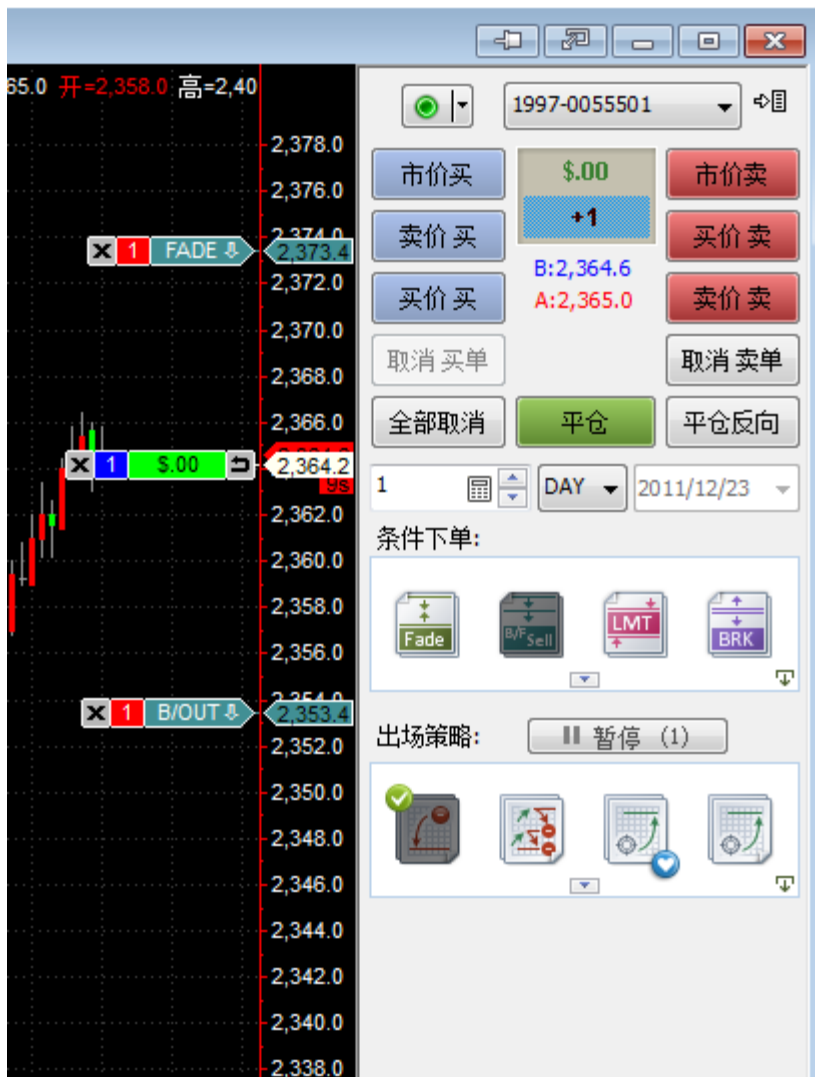 65.0 开=2,358.0 高=2,40
1997-0055501
2,378.0
市价买 $.00 市价卖
2,376.0
+1
2,374.0
卖价 买 买价 卖
1 FADE 2,373.4
B:2,364.6
2,372.0
买价 买 A:2,365.0 卖价 卖
2,370.0
取消 买单 取消 卖单
2,368.0
2,366.0
全部取消 平仓 平仓反向
1 $.00 2,364.2
9s
1 DAY 2011/12/23
2,362.0
条件下单:
2,360.0
2,358.0
Fade B/F Sell LMT BRK
2,356.0
2,354.0
1 B/OUT 2,353.4
出场策略: 暂停 (1)
2,352.0
2,350.0
2,348.0
2,346.0
2,344.0
2,342.0
2,340.0
2,338.0